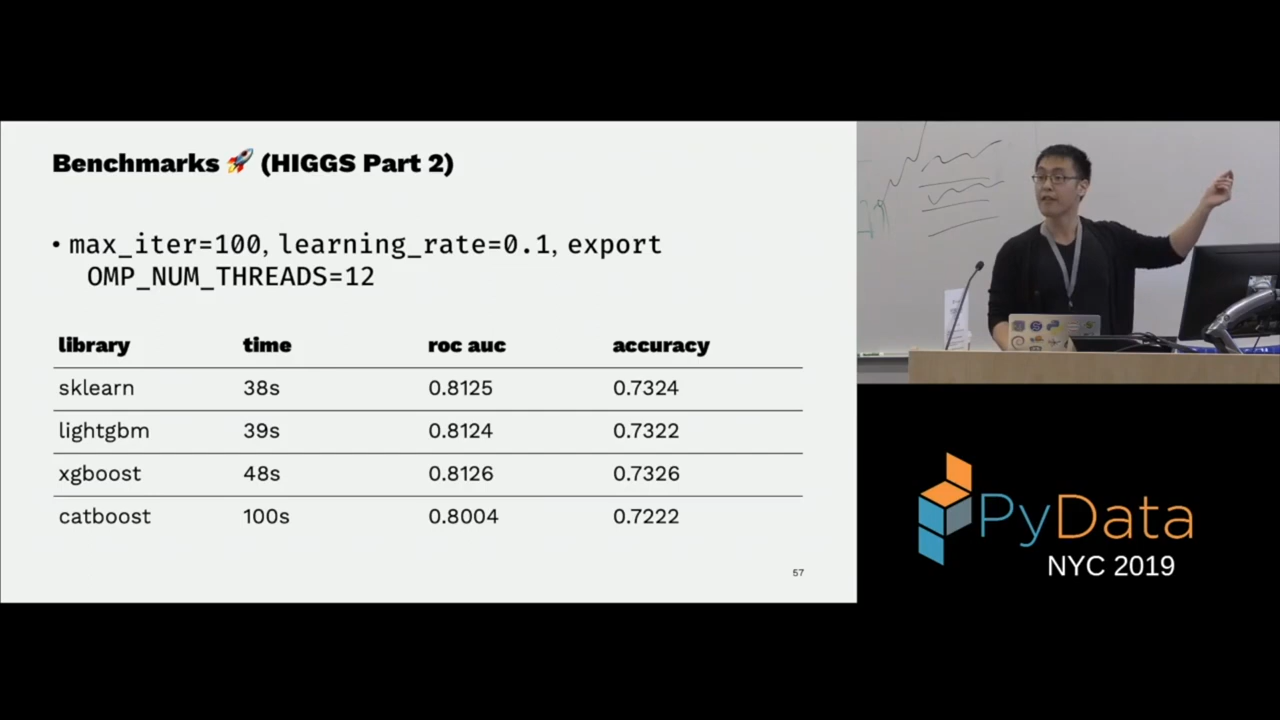 Benchmarks 🚀 (HIGGS Part 2)
• max_iter=100, learning_rate=0.1, export
OMP_NUM_THREADS=12
library time roc auc accuracy
sklearn 38s 0.8125 0.7324
lightgbm 39s 0.8124 0.7322
xgboost 48s 0.8126 0.7326
catboost 100s 0.8004 0.7222
57
PyData
NYC 2019